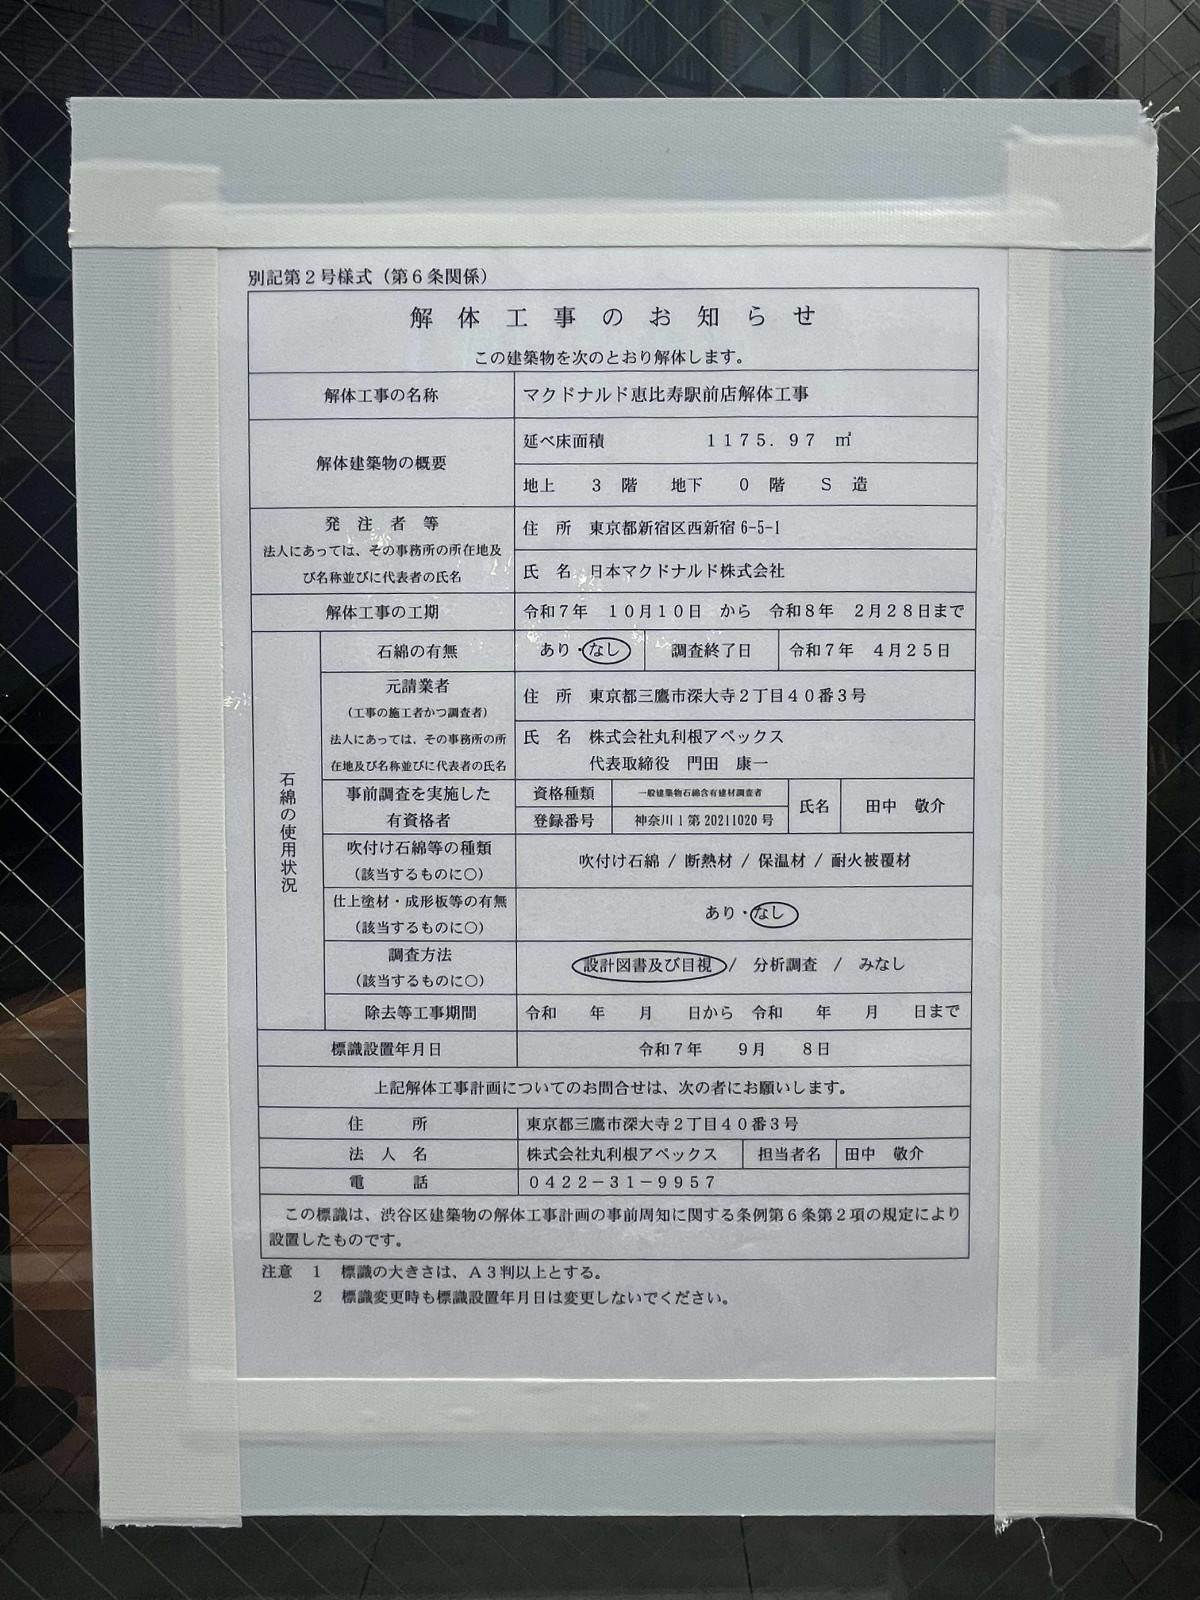 別記第２号様式（第６条関係）
解体工事のお知らせ
この建築物を次のとおり解体します。
解体工事の名称　マクドナルド恵比寿駅前店解体工事
解体建築物の概要
延べ床面積　１１７５．９７　㎡
地上　３　階　地下　０　階　Ｓ　造
発注者等
法人にあっては、その事務所の所在地及
び名称並びに代表者の氏名
住　所　東京都新宿区西新宿 6-5-1
氏　名　日本マクドナルド株式会社
解体工事の工期　令和７年　１０月１０日　から　令和８年　２月２８日まで
石綿の使用状況
石綿の有無　あり・なし　調査終了日　令和７年　４月２５日
元請業者
（工事の施工者かつ調査者）
法人にあっては、その事務所の所
在地及び名称並びに代表者の氏名
住　所　東京都三鷹市深大寺２丁目４０番３号
氏　名　株式会社丸利根アペックス
代表取締役　門田　康一
事前調査を実施した
有資格者
資格種類　一般建築物石綿含有建材調査者
登録番号　神奈川 1 第 20211020 号
氏名　田中　敬介
吹付け石綿等の種類
（該当するものに○）
吹付け石綿 / 断熱材 / 保温材 / 耐火被覆材
仕上塗材・成形板等の有無
（該当するものに○）
あり・なし
調査方法
（該当するものに○）
設計図書及び目視 /　分析調査　/　みなし
除去等工事期間　令和　　年　　月　　日から　令和　　年　　月　　日まで
標識設置年月日　令和７年　９月　８日
上記解体工事計画についてのお問合せは、次の者にお願いします。
住　所　東京都三鷹市深大寺２丁目４０番３号
法　人　名　株式会社丸利根アペックス　担当者名　田中　敬介
電　話　０４２２－３１－９９５７
この標識は、渋谷区建築物の解体工事計画の事前周知に関する条例第６条第２項の規定により
設置したものです。
注意　１　標識の大きさは、Ａ３判以上とする。
２　標識変更時も標識設置年月日は変更しないでください。